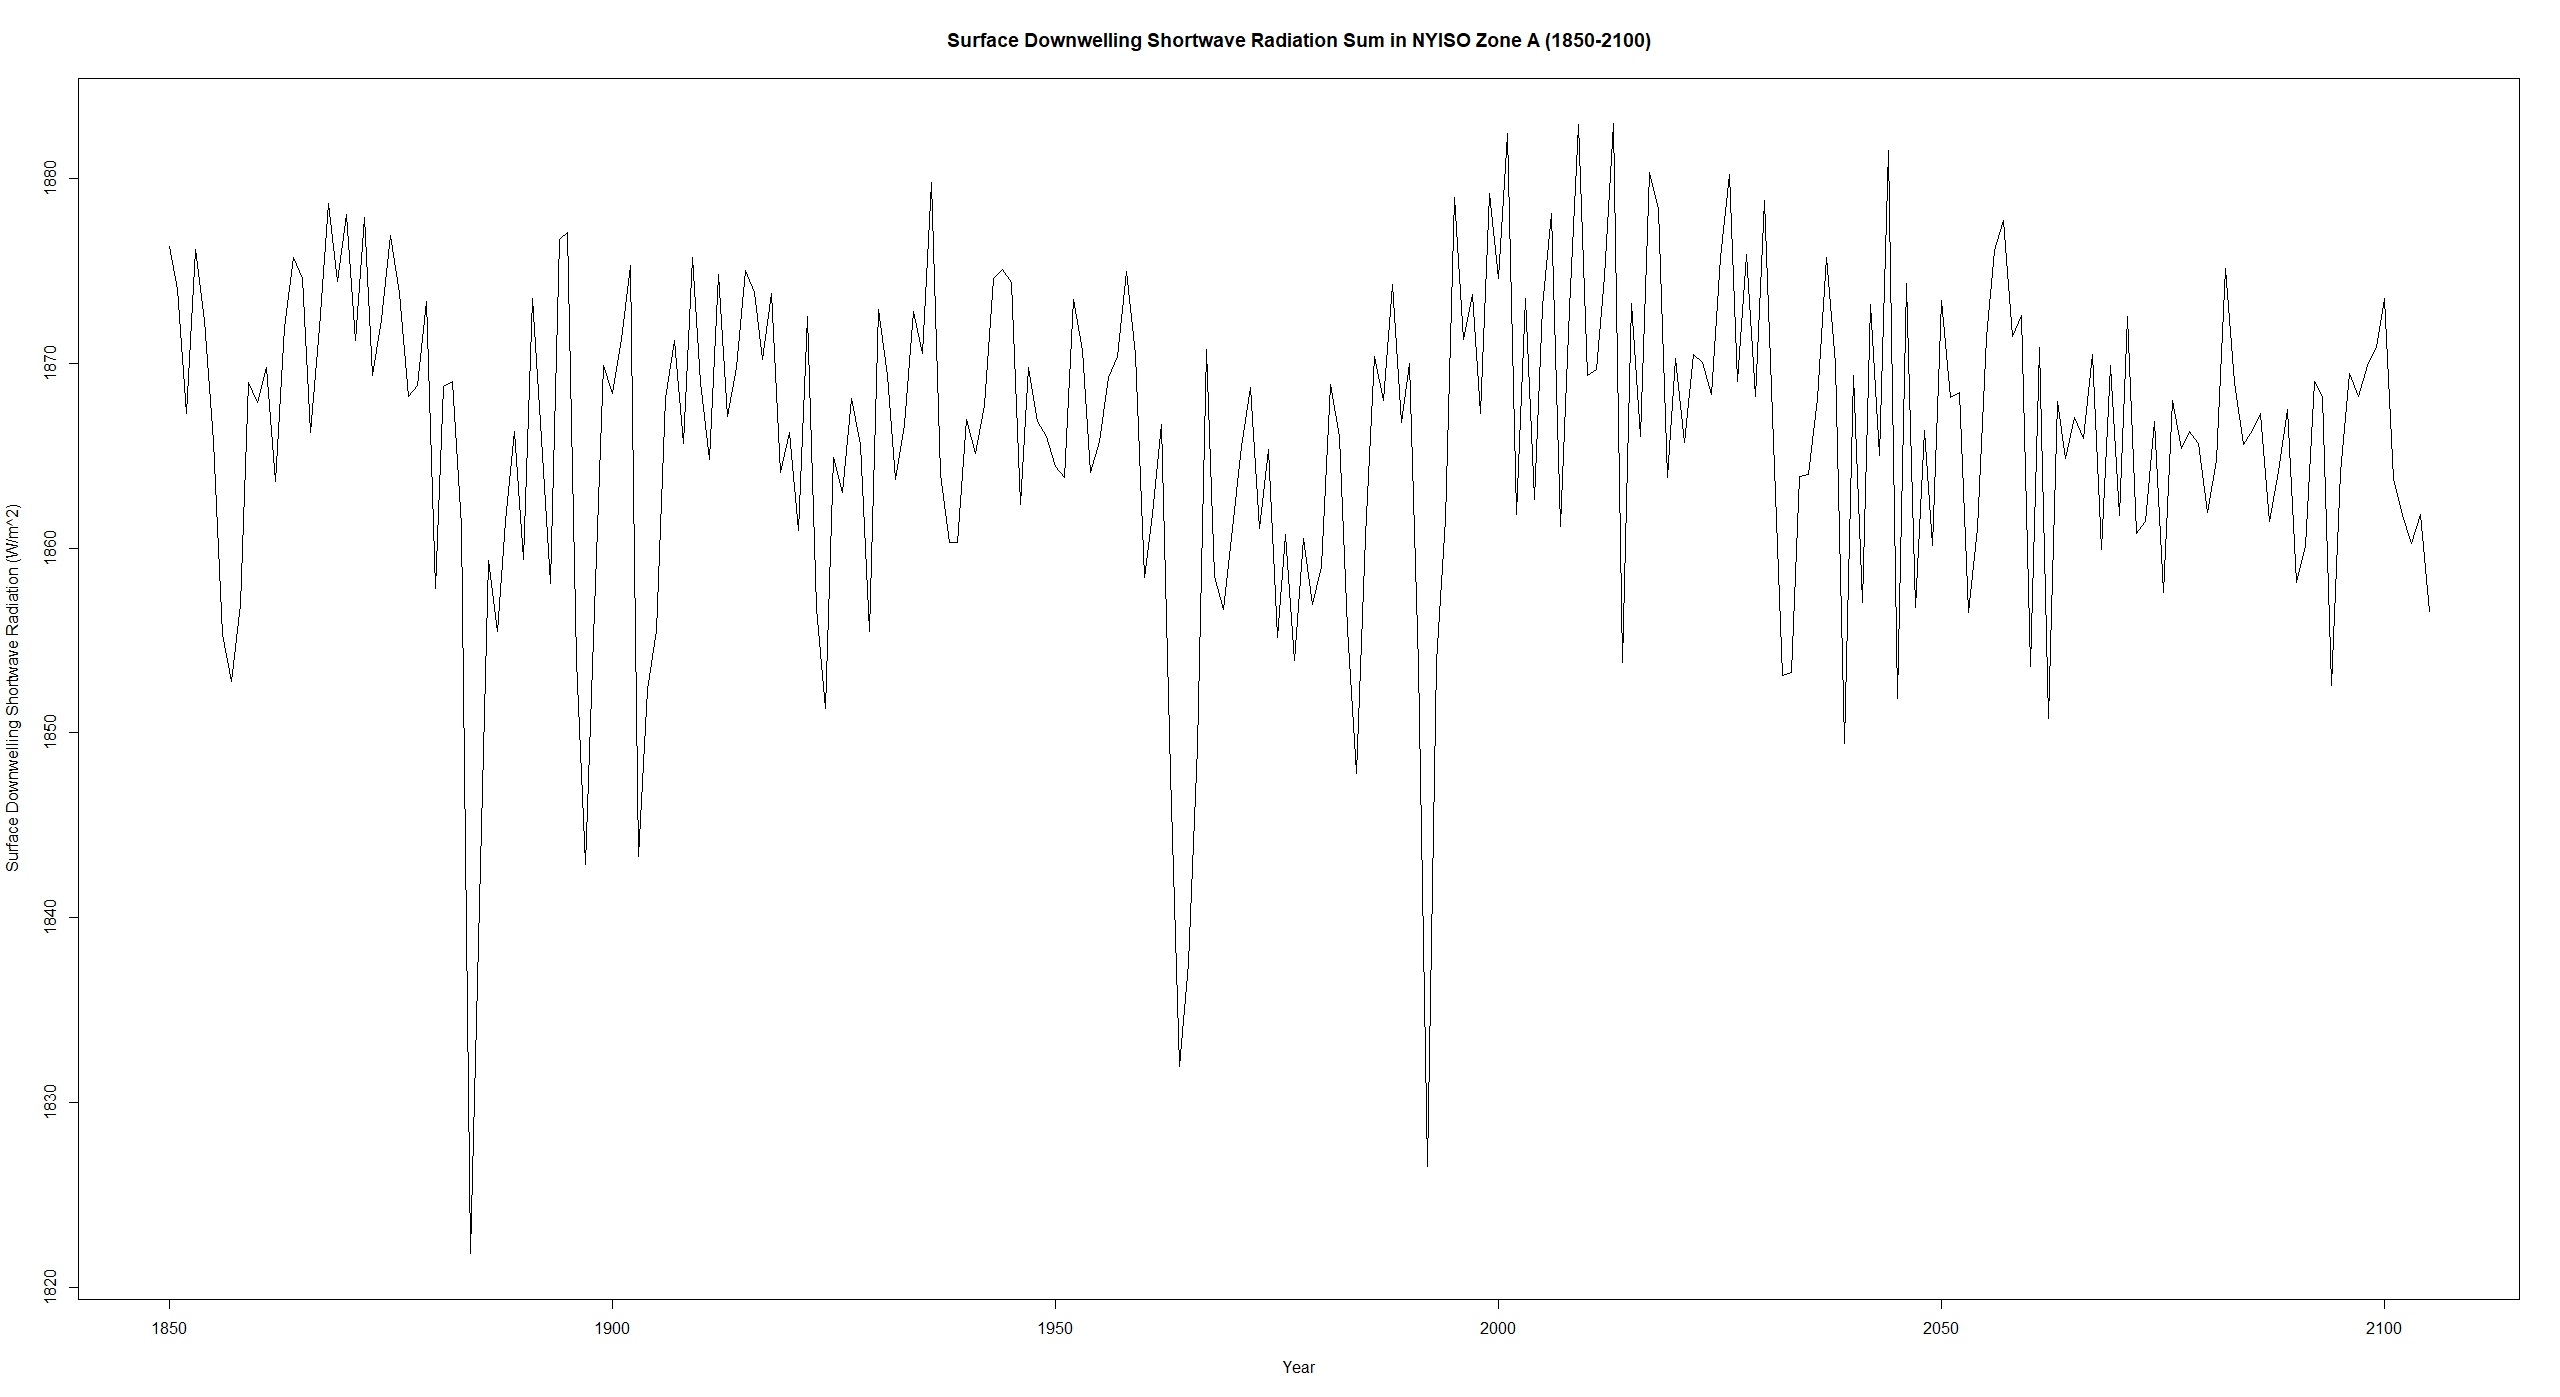 Surface Downwelling Shortwave Radiation Sum in NYISO Zone A (1850-2100)
Surface Downwelling Shortwave Radiation (W/m^2)
1880
1870
1860
1850
1840
1830
1820
1850 1900 1950 2000 2050 2100
Year